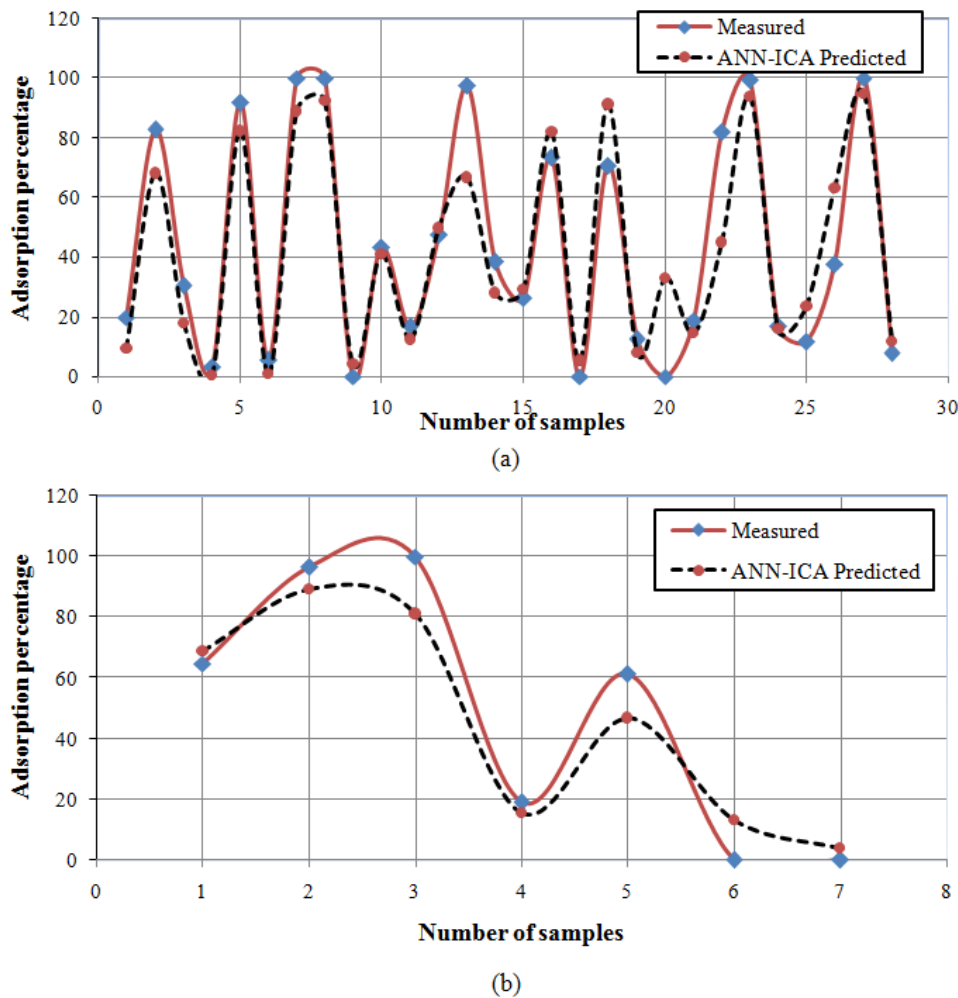 120
100
80
60
40
20
0
Adsorption percentage
Measured
ANN-ICA Predicted
0 5 10 15 20 25 30
Number of samples
(a)
120
100
80
60
40
20
0
Adsorption percentage
Measured
ANN-ICA Predicted
0 1 2 3 4 5 6 7 8
Number of samples
(b)